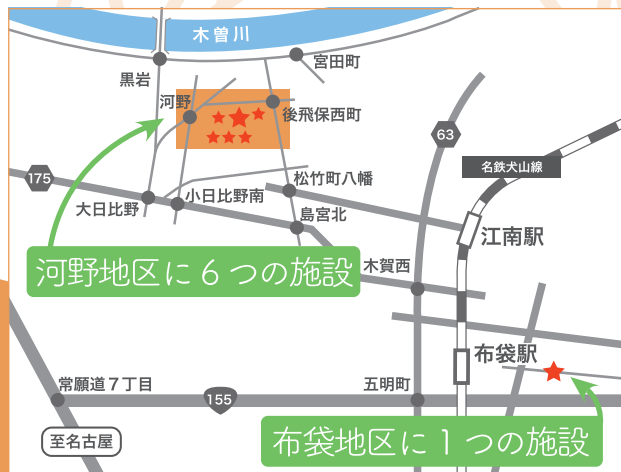 木曽川
宮田町
黒岩
河野
後飛保西町
63
名鉄犬山線
175
松竹町八幡
大日比野
小日比野南
島宮北
江南駅
河野地区に6つの施設
木賀西
布袋駅
常願道7丁目
155
五明町
至名古屋
布袋地区に1つの施設